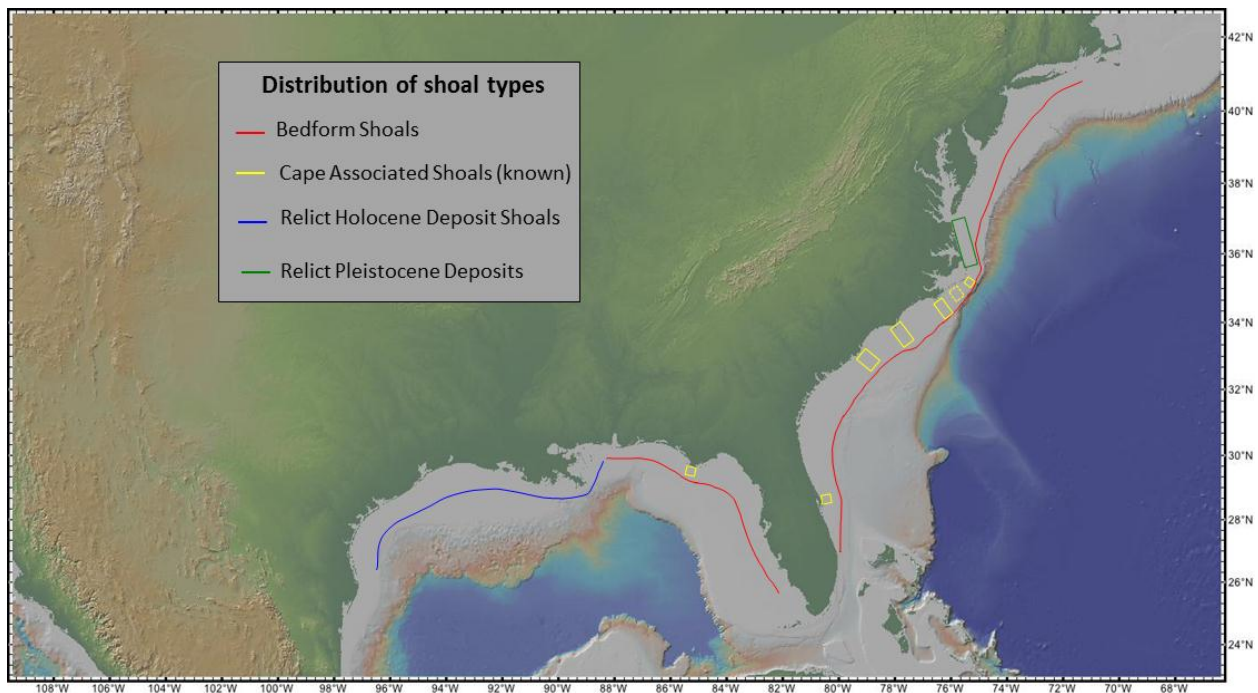 Distribution of shoal types
Bedform Shoals
Cape Associated Shoals (known)
Relict Holocene Deposit Shoals
Relict Pleistocene Deposits
42°N
40°N
38°N
36°N
34°N
32°N
30°N
28°N
26°N
24°N
108°W 106°W 104°W 102°W 100°W 98°W 96°W 94°W 92°W 90°W 88°W 86°W 84°W 82°W 80°W 78°W 76°W 74°W 72°W 70°W 68°W